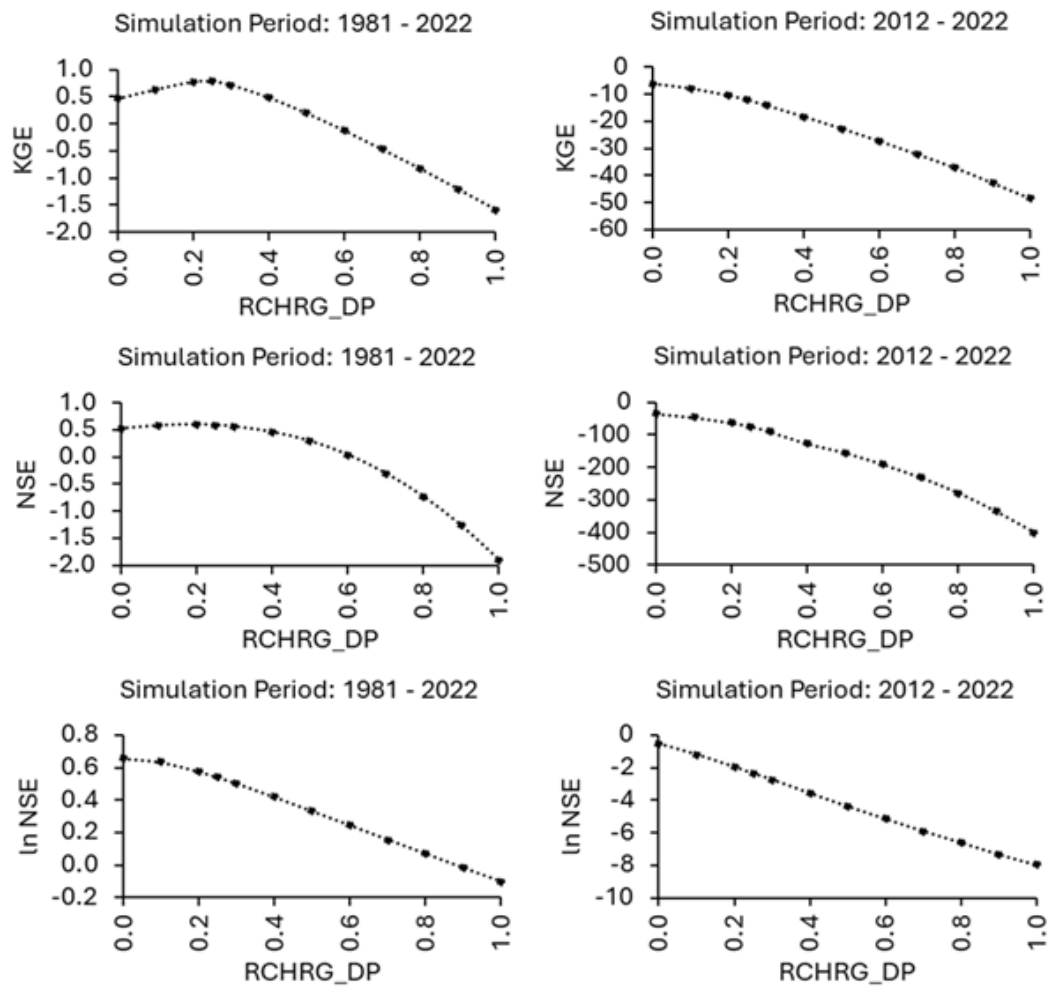 Simulation Period: 1981 - 2022
KGE
1.0
0.5
0.0
-0.5
-1.0
-1.5
-2.0
0.0 0.2 0.4 0.6 0.8 1.0
RCHRG_DP
Simulation Period: 2012 - 2022
KGE
0
-10
-20
-30
-40
-50
-60
0.0 0.2 0.4 0.6 0.8 1.0
RCHRG_DP
Simulation Period: 1981 - 2022
NSE
1.0
0.5
0.0
-0.5
-1.0
-1.5
-2.0
0.0 0.2 0.4 0.6 0.8 1.0
RCHRG_DP
Simulation Period: 2012 - 2022
NSE
0
-100
-200
-300
-400
-500
0.0 0.2 0.4 0.6 0.8 1.0
RCHRG_DP
Simulation Period: 1981 - 2022
ln NSE
0.8
0.6
0.4
0.2
0.0
-0.2
0.0 0.2 0.4 0.6 0.8 1.0
RCHRG_DP
Simulation Period: 2012 - 2022
ln NSE
0
-2
-4
-6
-8
-10
0.0 0.2 0.4 0.6 0.8 1.0
RCHRG_DP